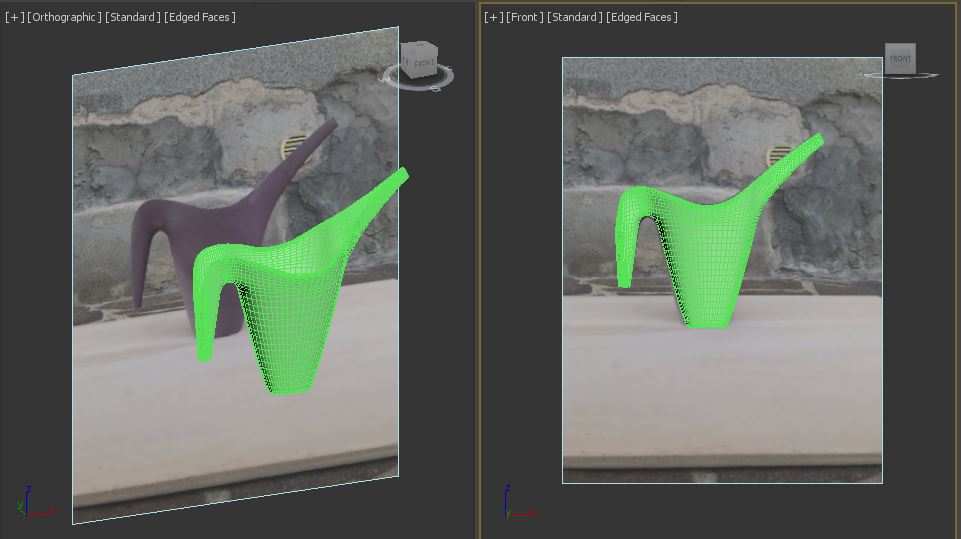 [+] [Orthographic] [Standard] [Edged Faces]
[+] [Front] [Standard] [Edged Faces]
FRONT
FRONT
z
y
x
z
y
x